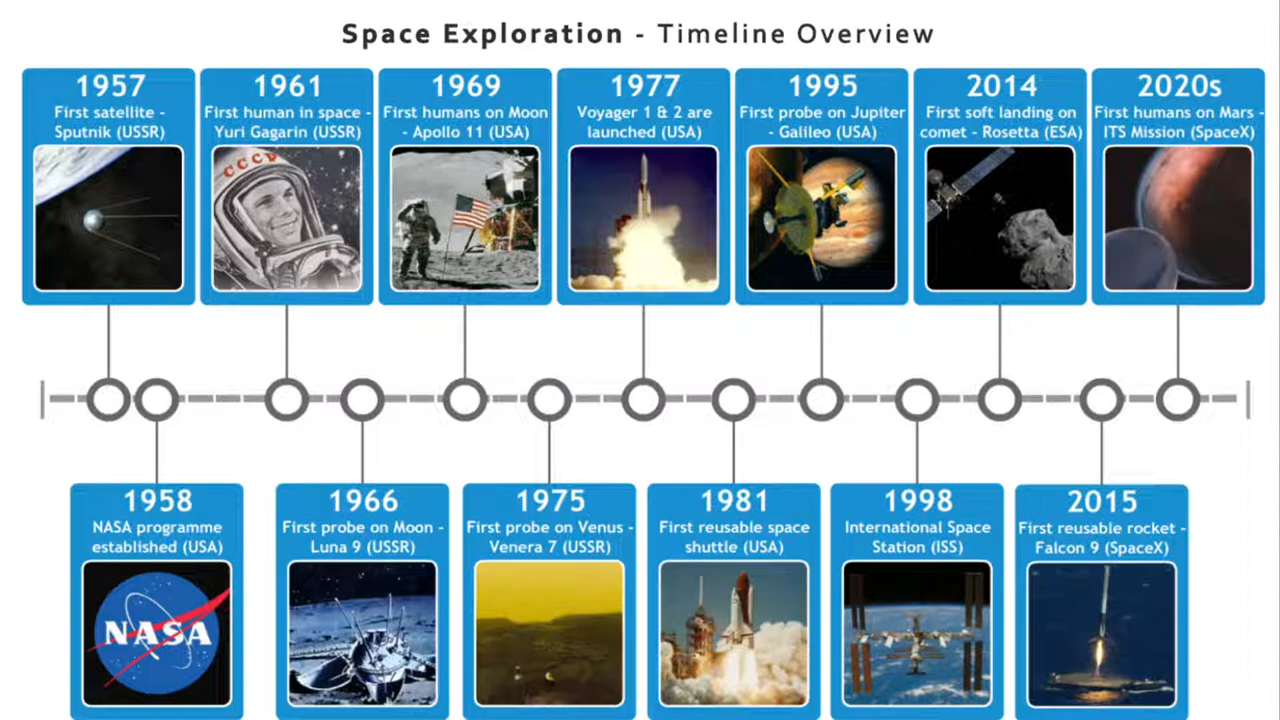 Space Exploration - Timeline Overview
1957
First satellite -
Sputnik (USSR)
1961
First human in space -
Yuri Gagarin (USSR)
СССР
1969
First humans on Moon
- Apollo 11 (USA)
1977
Voyager 1 & 2 are
launched (USA)
1995
First probe on Jupiter
- Galileo (USA)
2014
First soft landing on
comet - Rosetta (ESA)
2020s
First humans on Mars -
ITS Mission (SpaceX)
1958
NASA programme
established (USA)
NASA
1966
First probe on Moon -
Luna 9 (USSR)
1975
First probe on Venus -
Venera 7 (USSR)
1981
First reusable space
shuttle (USA)
1998
International Space
Station (ISS)
2015
First reusable rocket -
Falcon 9 (SpaceX)